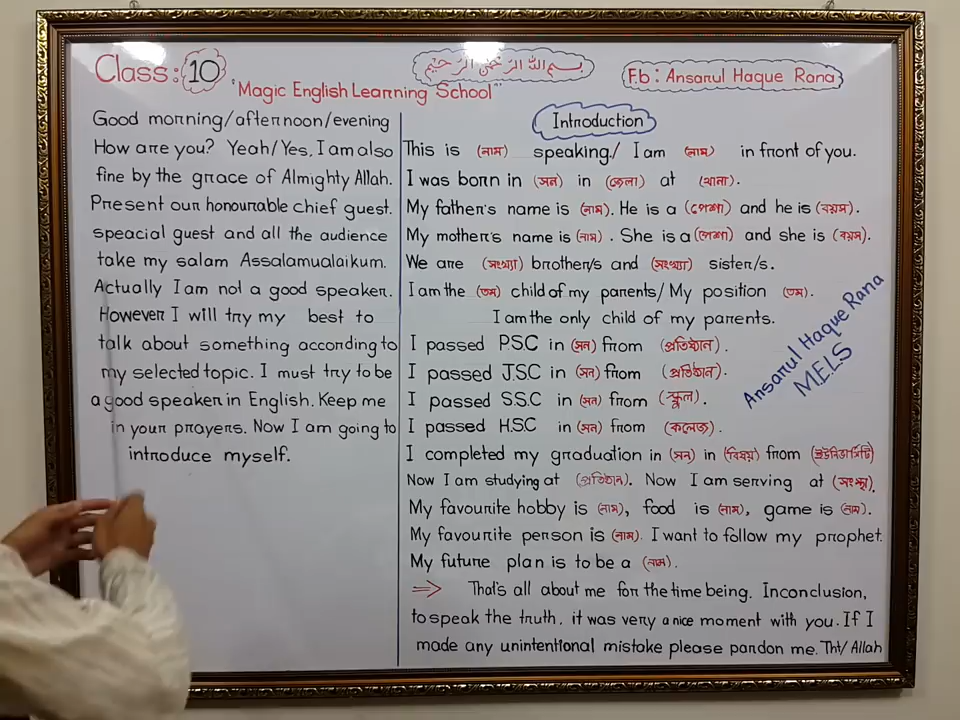 Class: 10
بسم الله الرحمن الرحيم
Fb: Ansarul Haque Rana
"Magic English Learning School"
Good morning/afternoon/evening
How are you? Yeah/Yes, I am also
fine by the grace of Almighty Allah.
Present our honourable chief guest.
speacial guest and all the audience
take my salam Assalamualaikum.
Actually I am not a good speaker.
However I will try my best to
talk about something according to
my selected topic. I must try to be
a good speaker in English. Keep me
in your prayers. Now I am going to
introduce myself.
Introduction
This is (নাম) speaking./ I am (নাম) in front of you.
I was born in (সন) in (জেলা) at (থানা).
My father's name is (নাম). He is a (পেশা) and he is (বয়স).
My mother's name is (নাম). She is a (পেশা) and she is (বয়স).
We are (সংখ্যা) brother/s and (সংখ্যা) sister/s.
I am the (তম) child of my parents/ My position (তম).
I am the only child of my parents.
I passed P.S.C in (সন) from (প্রতিষ্ঠান).
I passed J.S.C in (সন) from (প্রতিষ্ঠান).
I passed S.S.C in (সন) from (স্কুল).
I passed H.S.C in (সন) from (কলেজ).
I completed my graduation in (সন) in (বিষয়) from (ইউনিভার্সিটি)
Now I am studying at (প্রতিষ্ঠান). Now I am serving at (সংস্থা).
My favourite hobby is (নাম), food is (নাম), game is (নাম).
My favourite person is (নাম). I want to follow my prophet.
My future plan is to be a (নাম).
⇒ That's all about me for the time being. Inconclusion,
to speak the truth, it was very a nice moment with you. If I
made any unintentional mistake please pardon me. Tht/ Allah
Ansarul Haque Rana
MELS